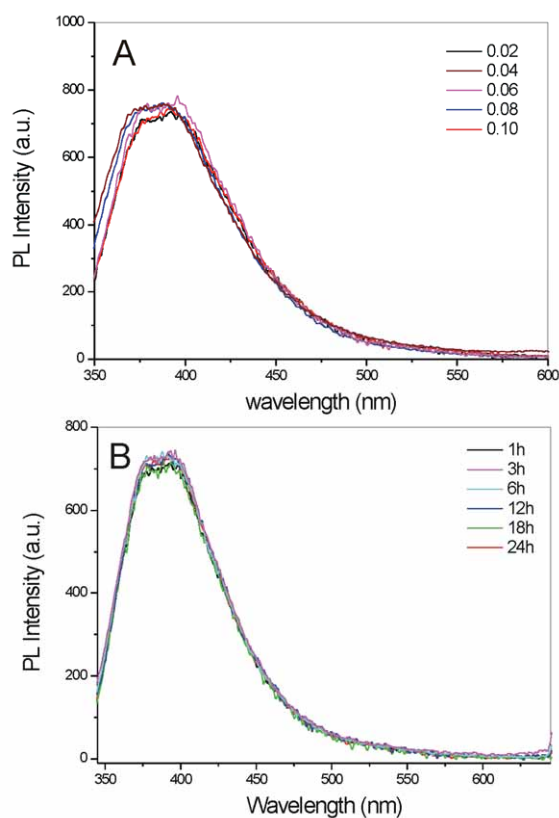 A
1000
800
600
400
200
0
PL Intensity (a.u.)
0.02
0.04
0.06
0.08
0.10
350 400 450 500 550 600
wavelength (nm)
B
800
600
400
200
0
PL Intensity (a.u.)
1h
3h
6h
12h
18h
24h
350 400 450 500 550 600
Wavelength (nm)